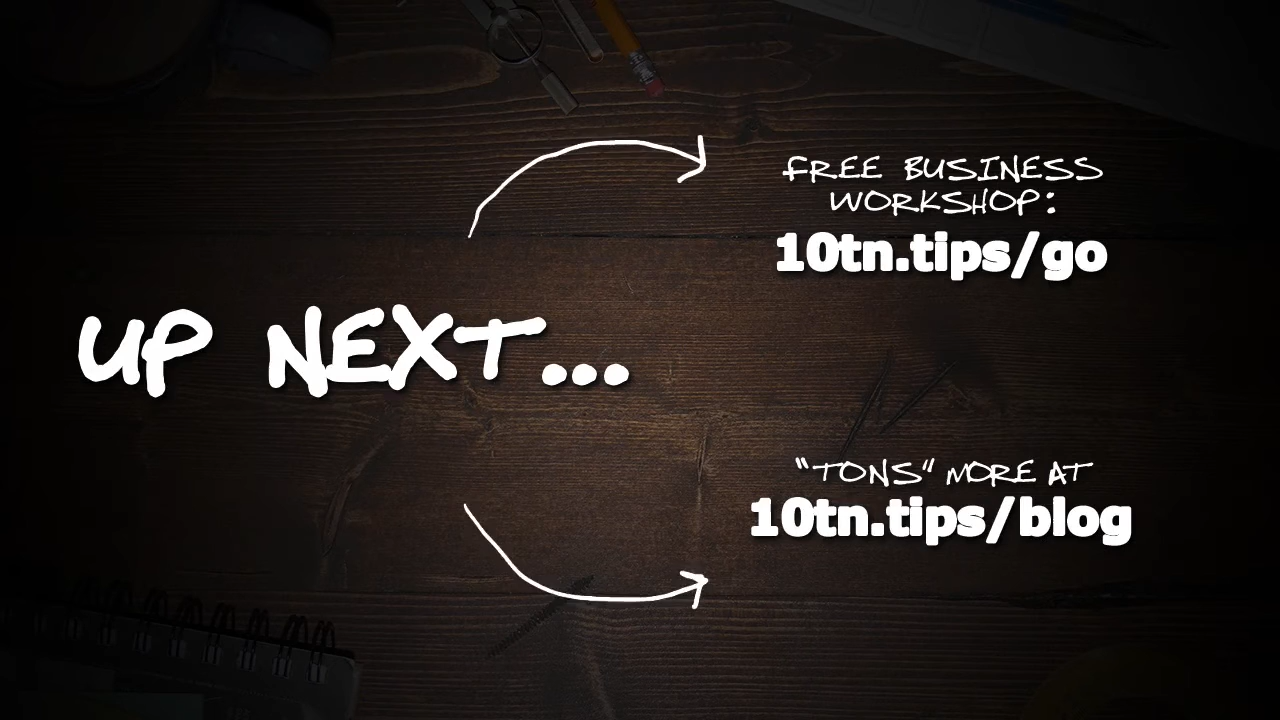 UP NEXT...
FREE BUSINESS
WORKSHOP:
10tn.tips/go
"TONS" MORE AT
10tn.tips/blog